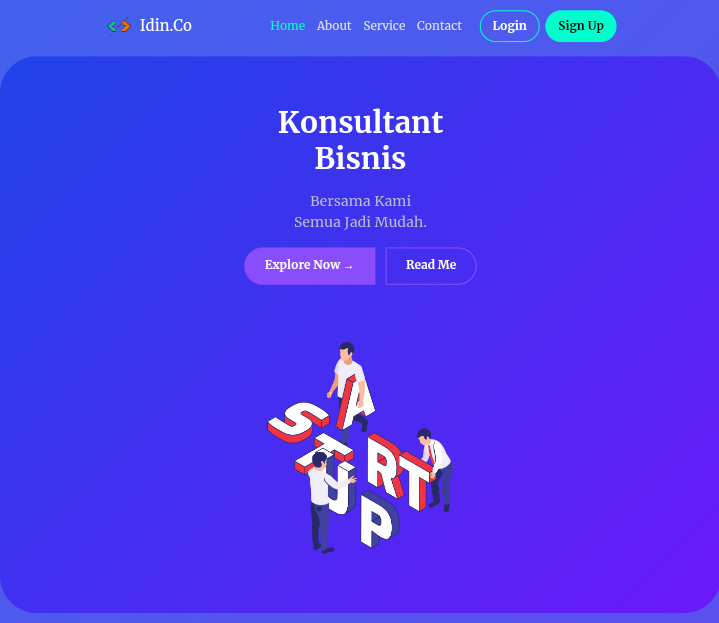 Idin.Co
Home About Service Contact Login Sign Up
Konsultant
Bisnis
Bersama Kami
Semua Jadi Mudah.
Explore Now → Read Me
START
UP